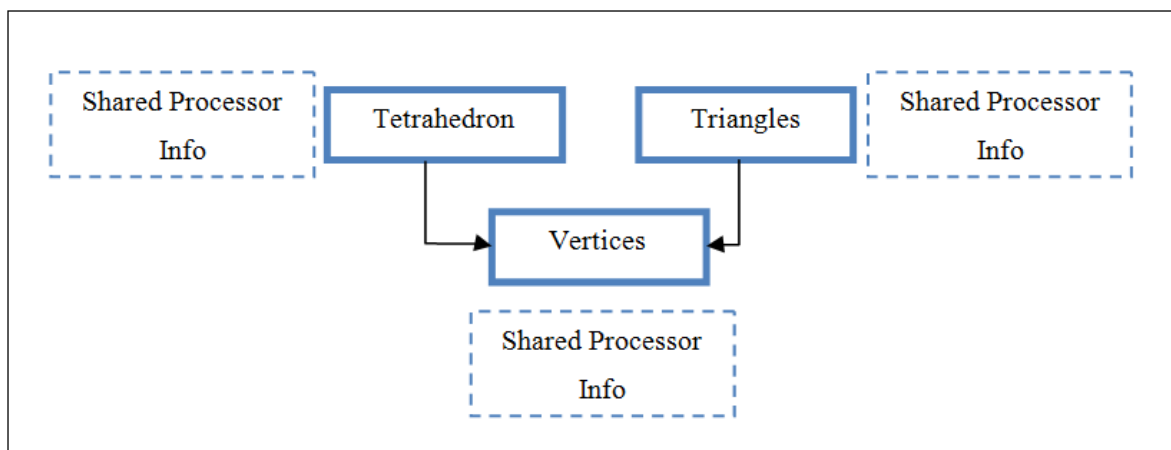 Shared Processor
Info
Tetrahedron
Triangles
Shared Processor
Info
Vertices
Shared Processor
Info